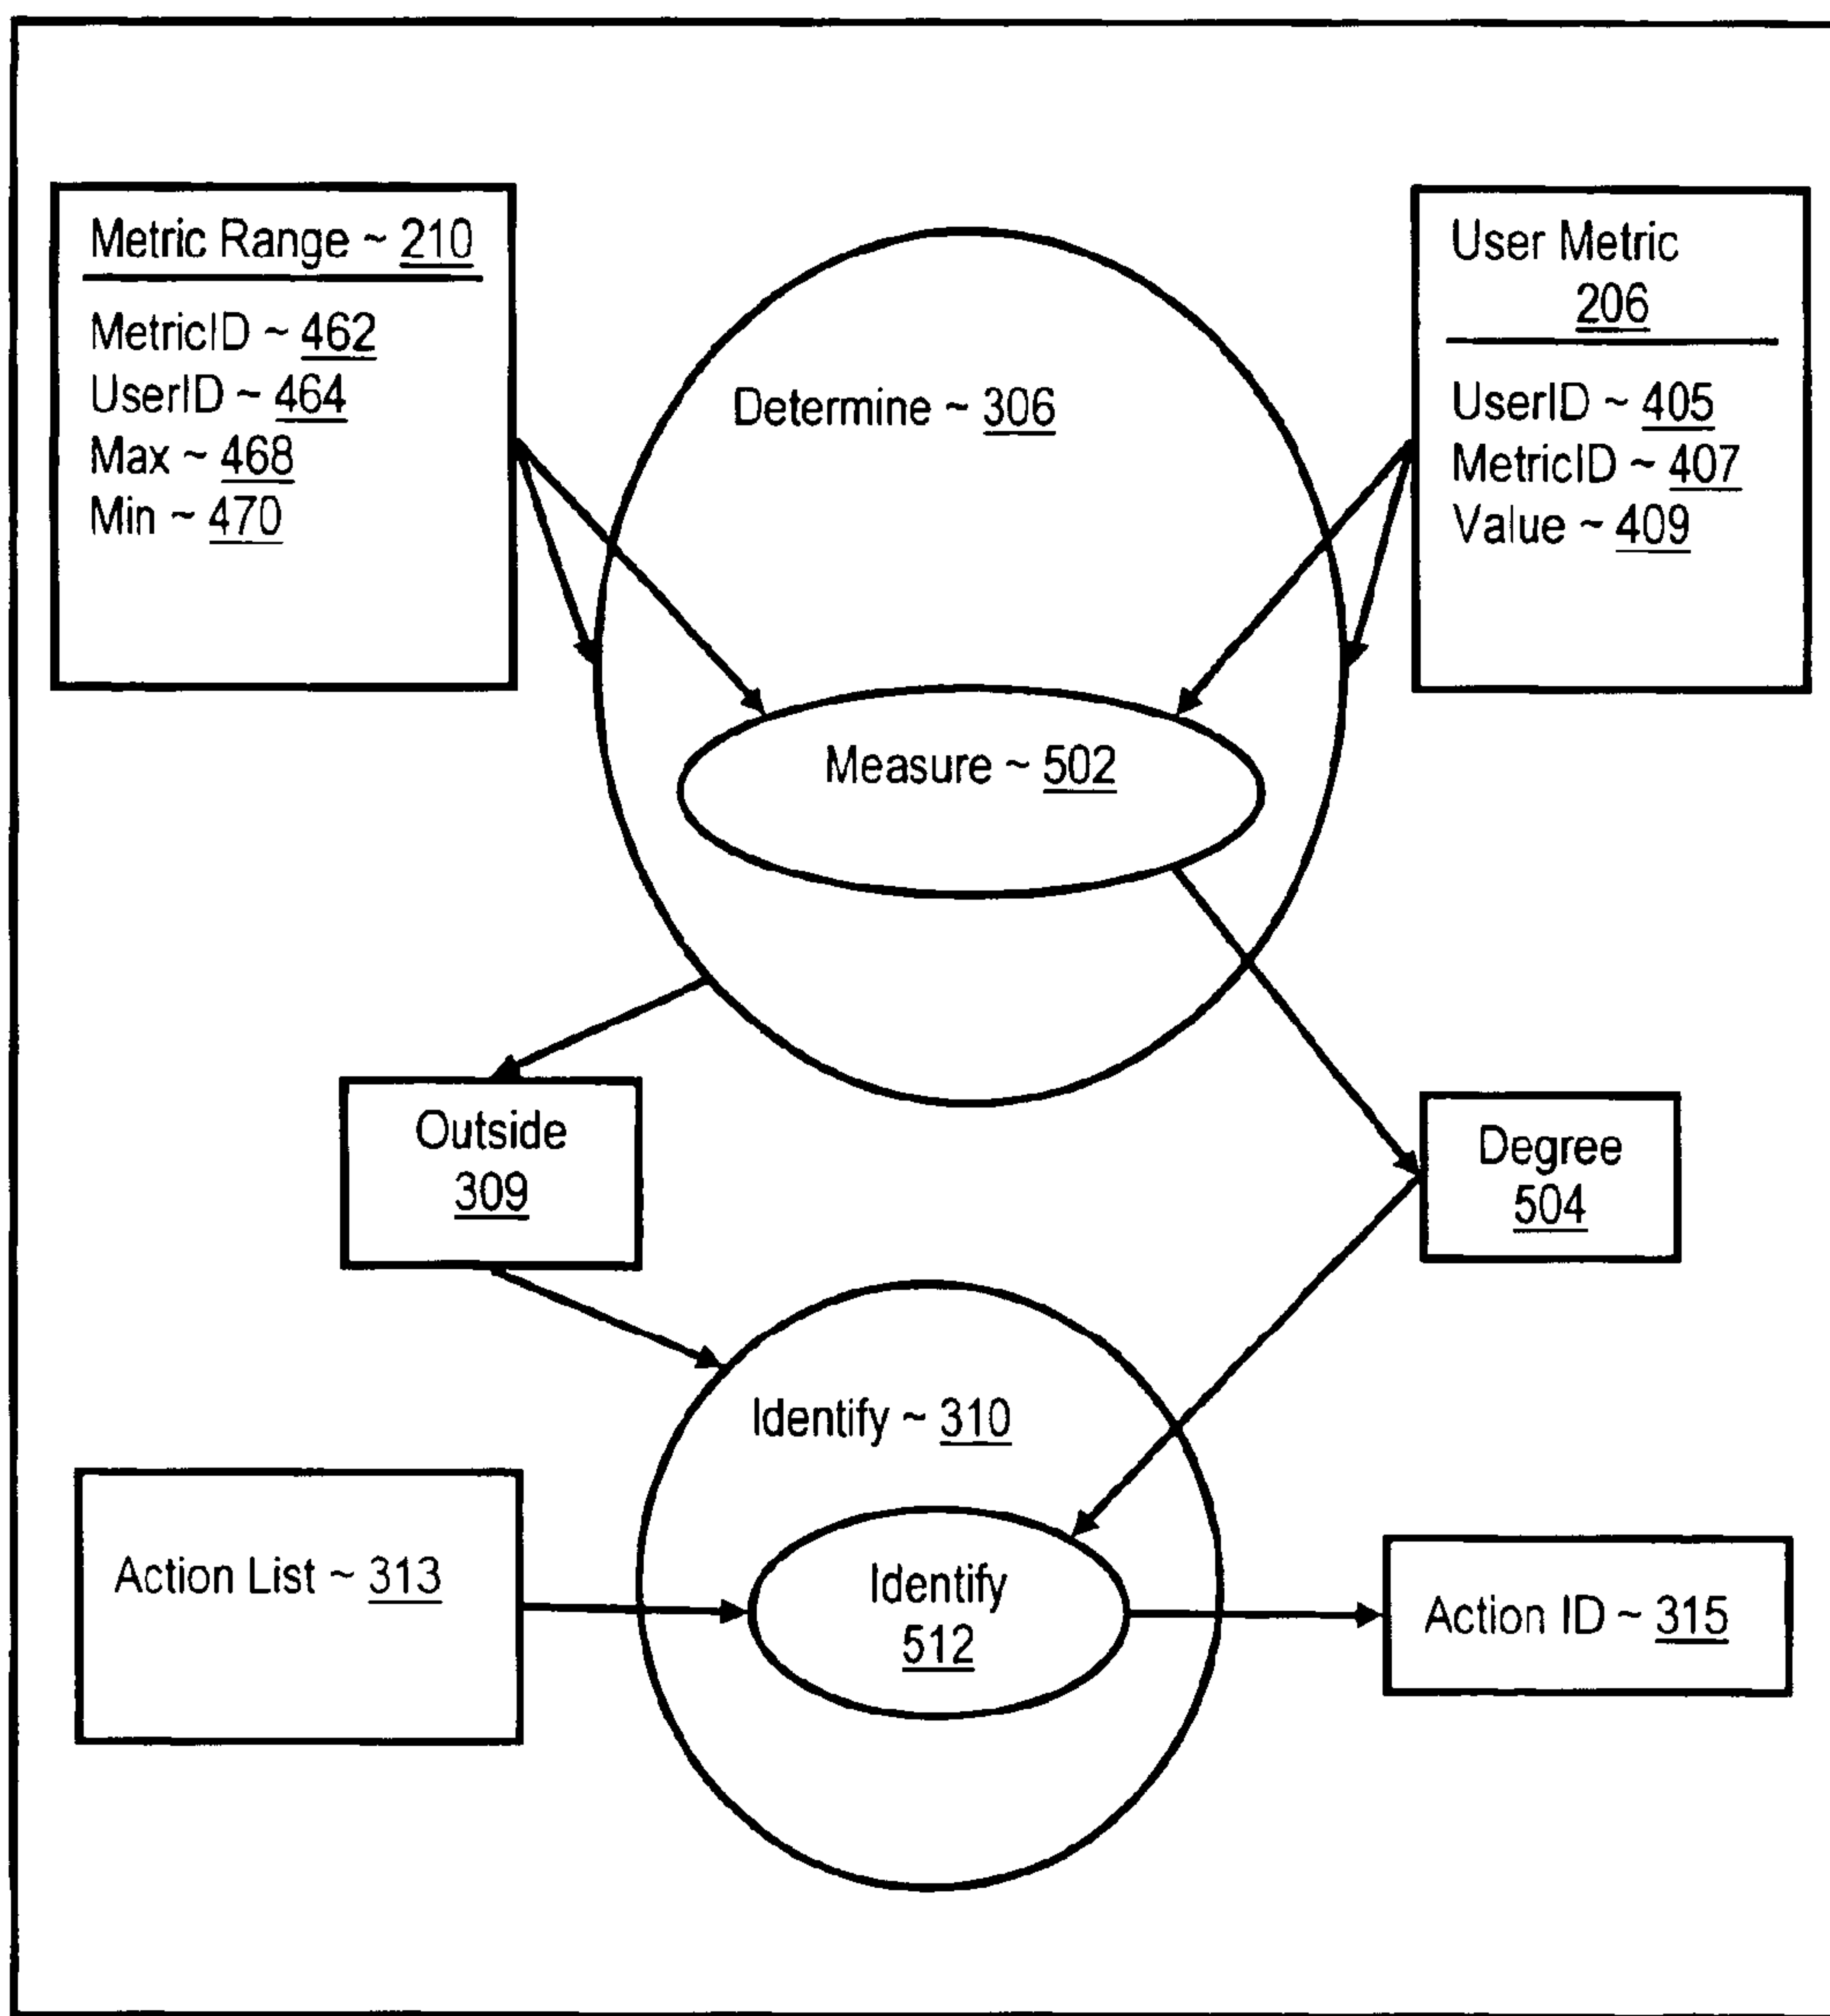 Metric Range ~ 210
MetricID ~ 462
UserID ~ 464
Max ~ 468
Min ~ 470
User Metric
206
UserID ~ 405
MetricID ~ 407
Value ~ 409
Determine ~ 306
Measure ~ 502
Outside
309
Degree
504
Identify ~ 310
Action List ~ 313
Identify
512
Action ID ~ 315